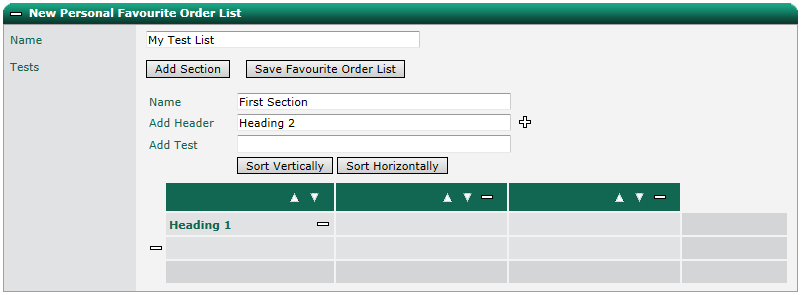 New Personal Favourite Order List
Name My Test List
Tests Add Section Save Favourite Order List
Name First Section
Add Header Heading 2
Add Test
Sort Vertically Sort Horizontally
Heading 1